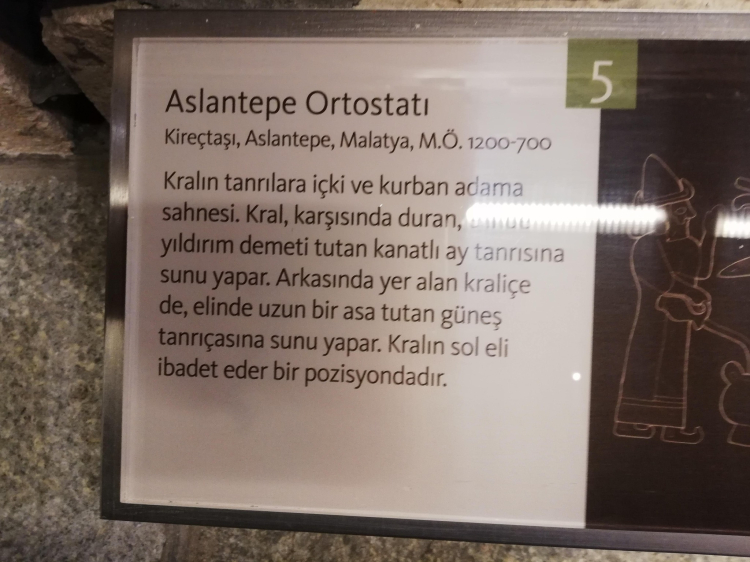 5
Aslantepe Ortostatı
Kireçtaşı, Aslantepe, Malatya, M.Ö. 1200-700
Kralın tanrılara içki ve kurban adama
sahnesi. Kral, karşısında duran,
yıldırım demeti tutan kanatlı ay tanrısına
sunu yapar. Arkasında yer alan kraliçe
de, elinde uzun bir asa tutan güneş
tanrıçasına sunu yapar. Kralın sol eli
ibadet eder bir pozisyondadır.